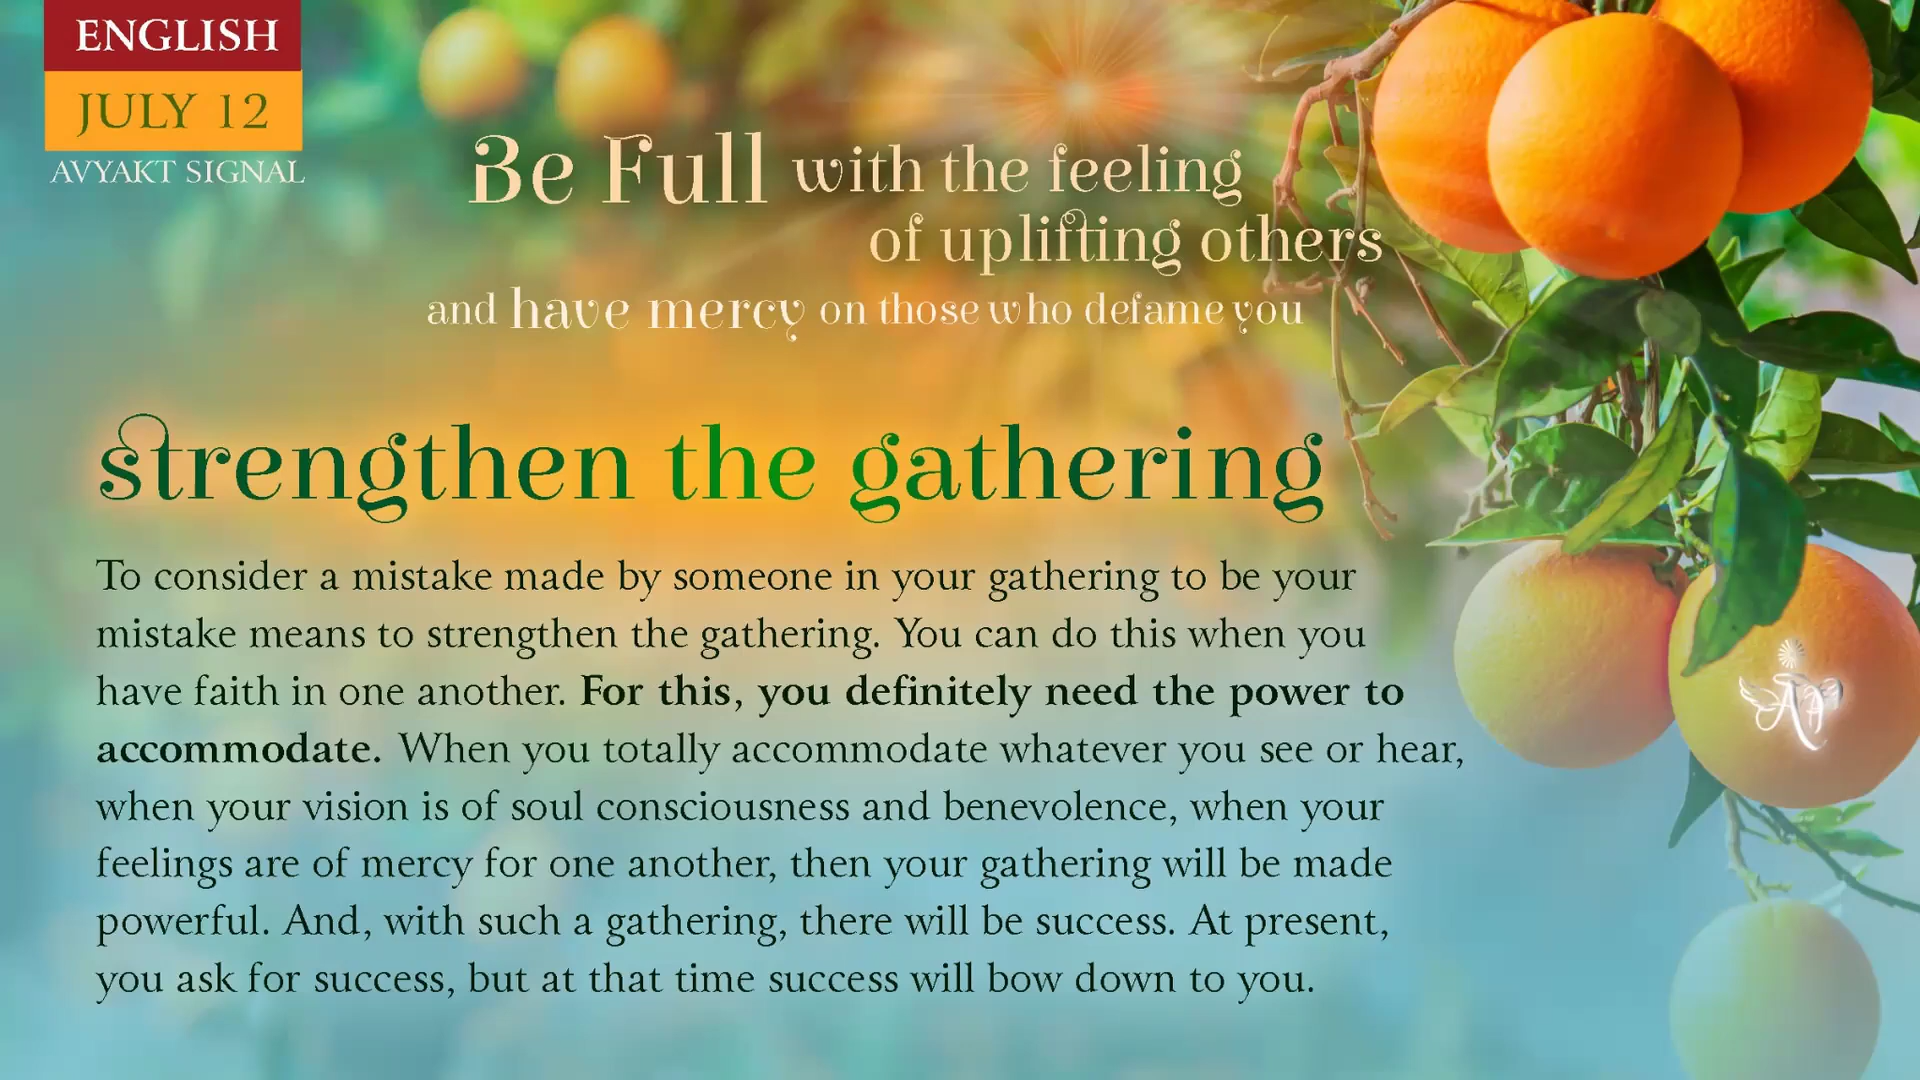 ENGLISH
JULY 12
AVYAKT SIGNAL
Be Full with the feeling
of uplifting others
and have mercy on those who defame you
strengthen the gathering
To consider a mistake made by someone in your gathering to be your
mistake means to strengthen the gathering. You can do this when you
have faith in one another. For this, you definitely need the power to
accommodate. When you totally accommodate whatever you see or hear,
when your vision is of soul consciousness and benevolence, when your
feelings are of mercy for one another, then your gathering will be made
powerful. And, with such a gathering, there will be success. At present,
you ask for success, but at that time success will bow down to you.